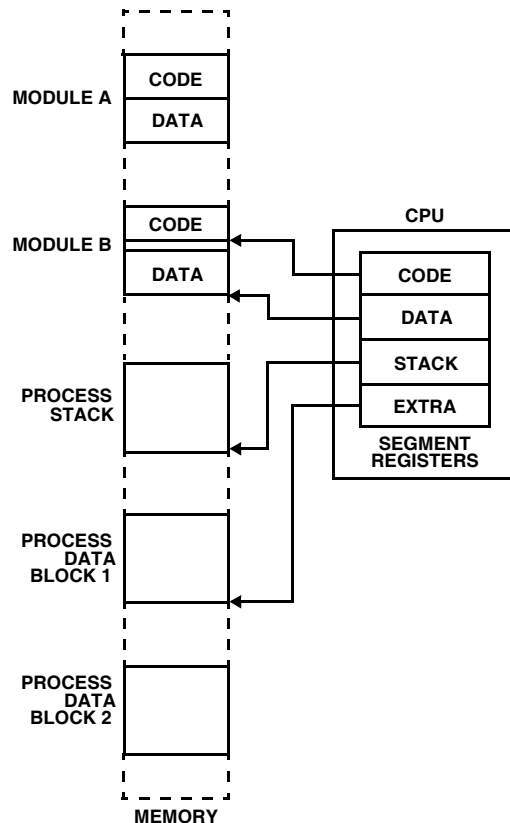 MODULE A
CODE
DATA
MODULE B
CODE
DATA
PROCESS
STACK
PROCESS
DATA
BLOCK 1
PROCESS
DATA
BLOCK 2
MEMORY
CPU
CODE
DATA
STACK
EXTRA
SEGMENT
REGISTERS